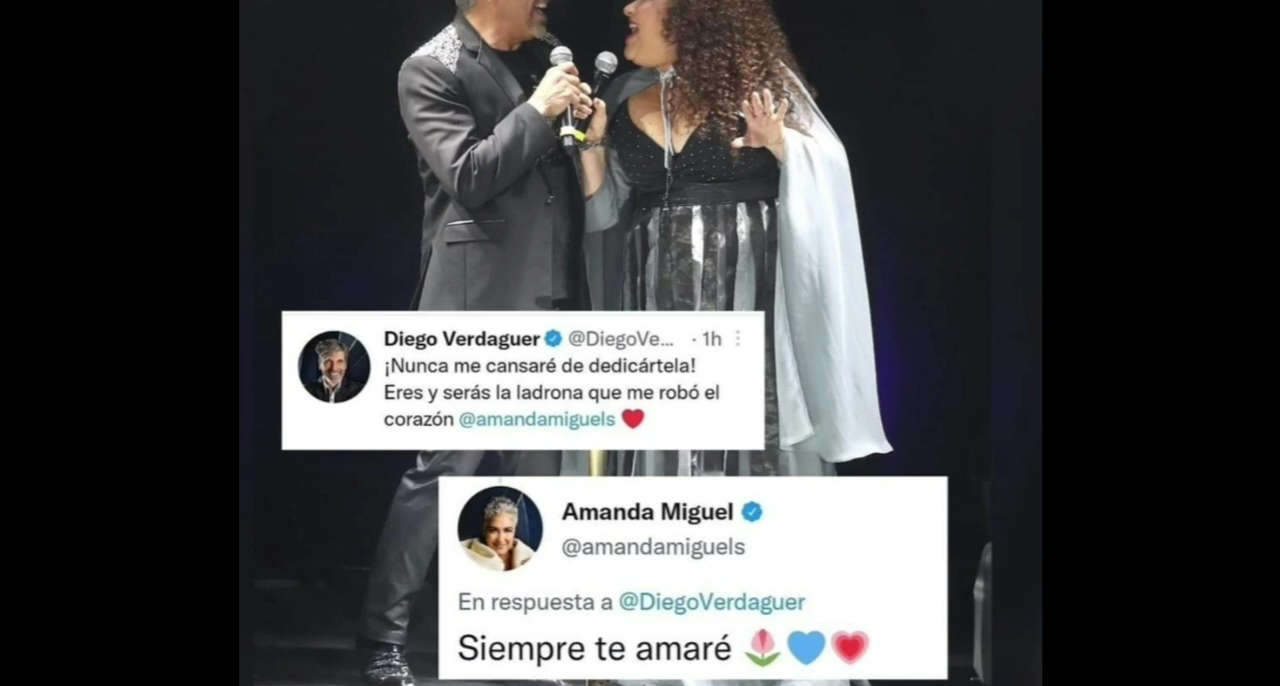 Diego Verdaguer @DiegoVe... · 1h
¡Nunca me cansaré de dedicártela!
Eres y serás la ladrona que me robó el
corazón @amandamiguels ❤️
Amanda Miguel
@amandamiguels
En respuesta a @DiegoVerdaguer
Siempre te amaré 🌷💙💗